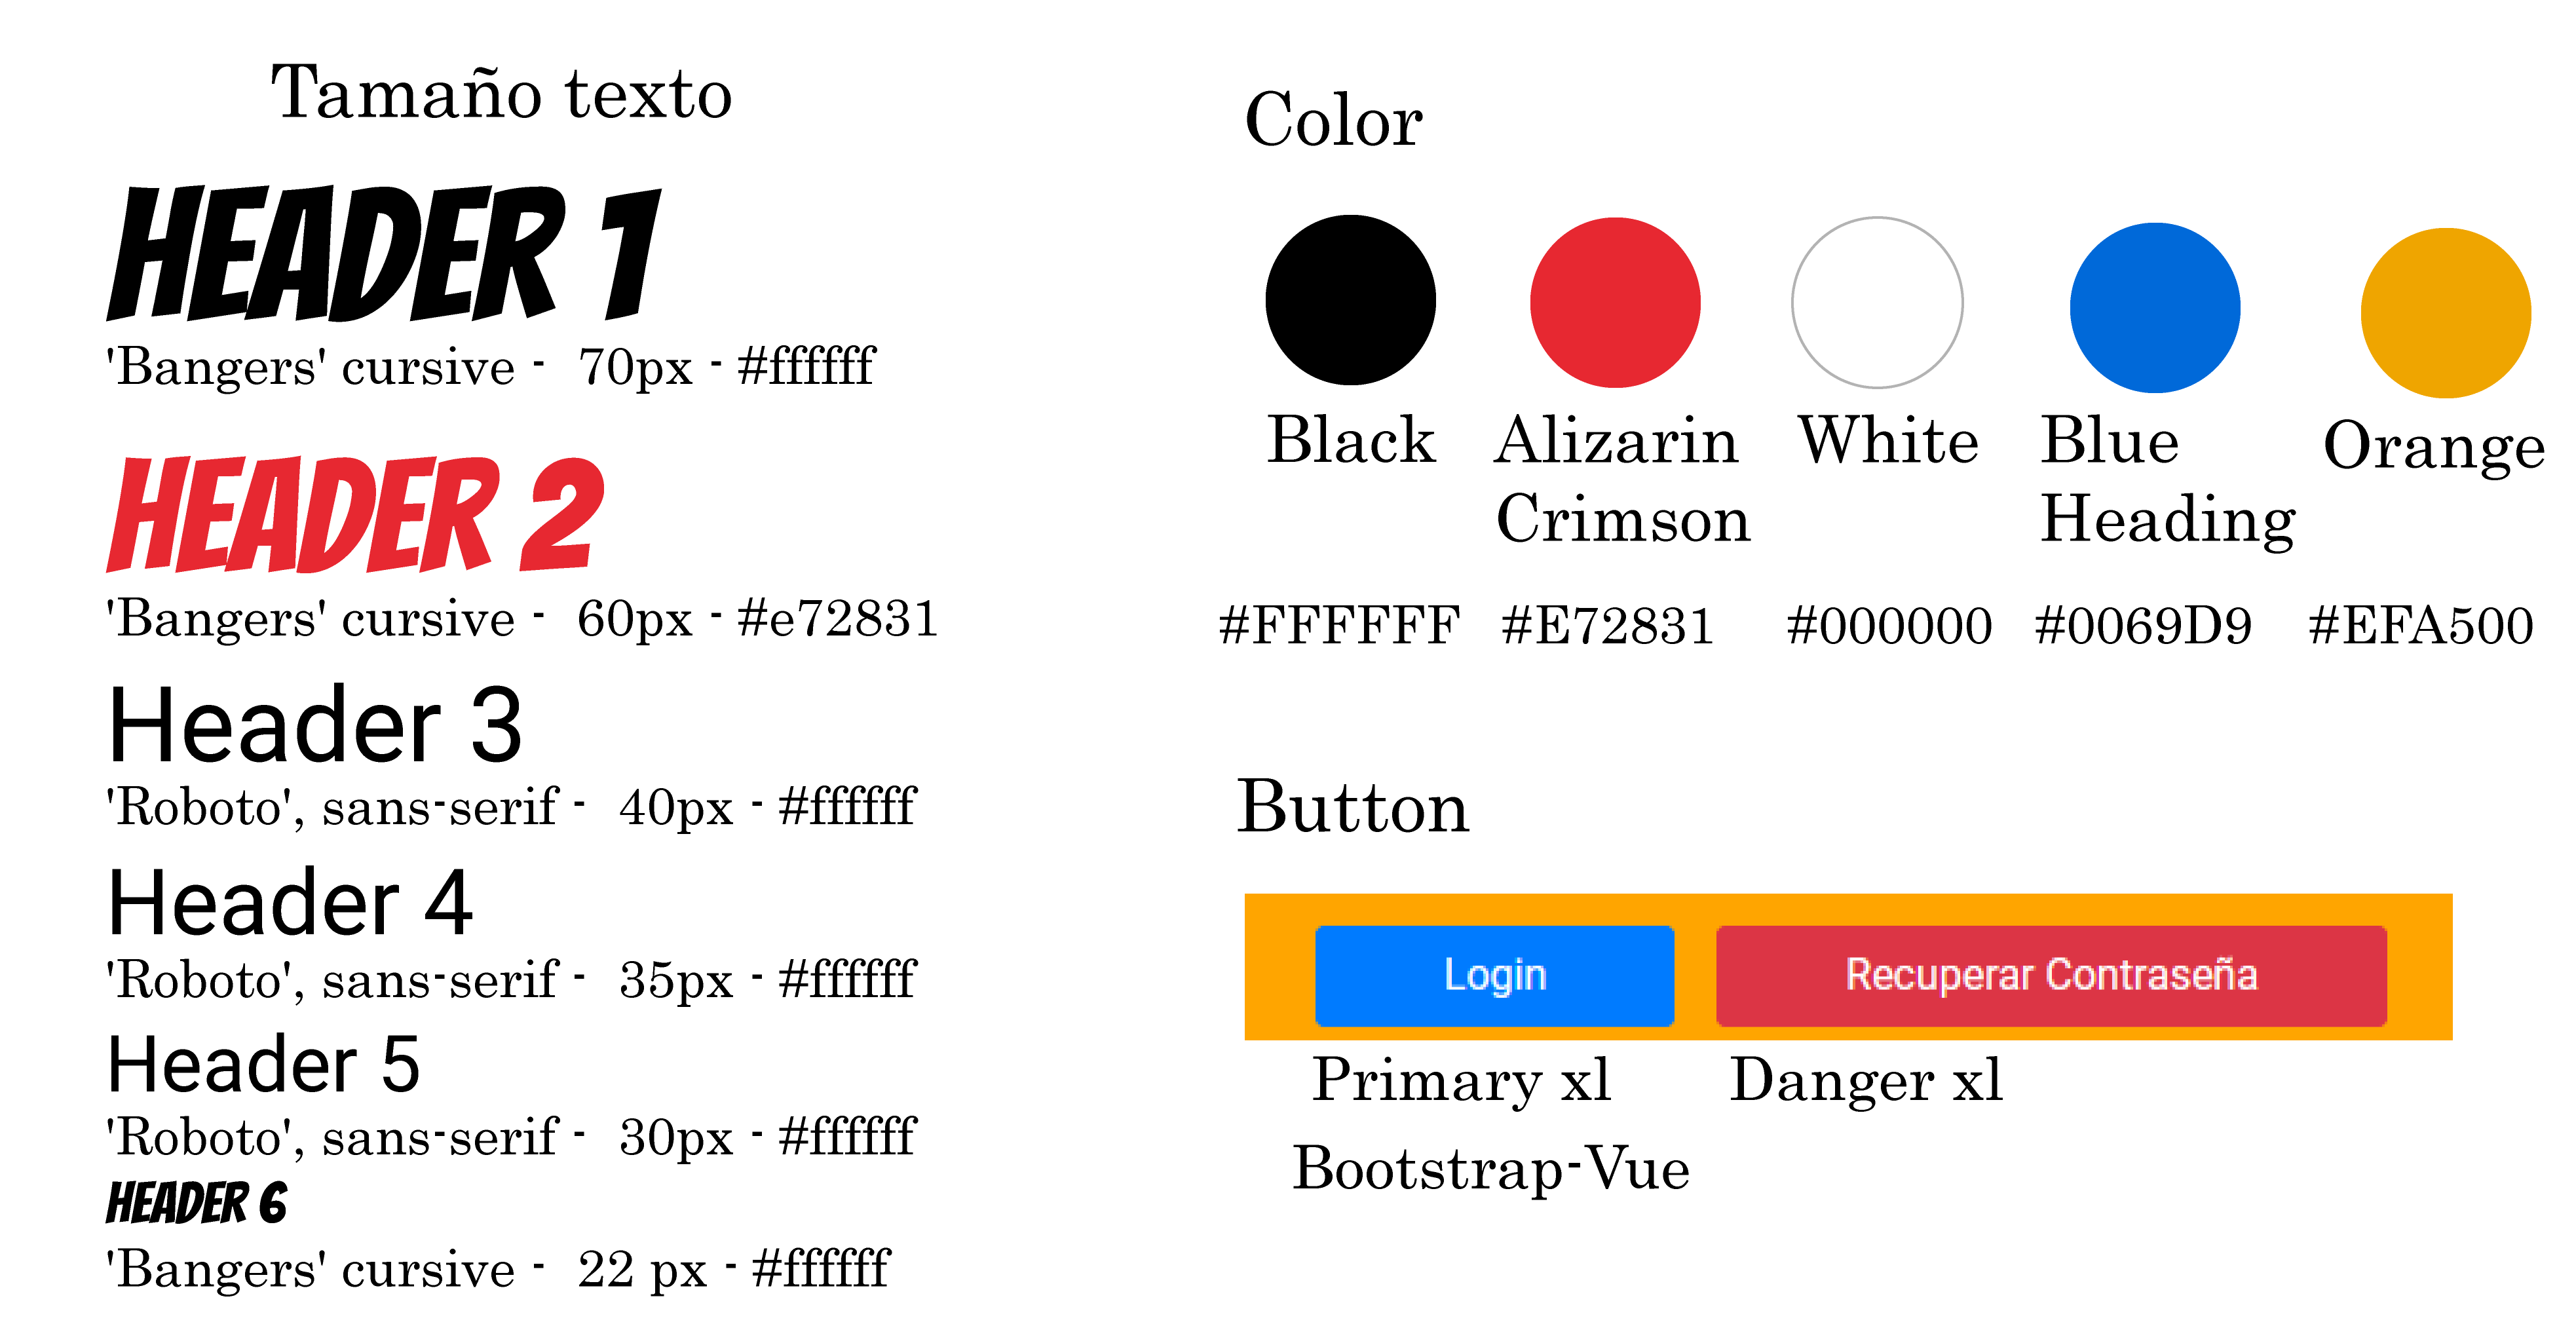 Tamaño texto
HEADER 1
'Bangers' cursive - 70px - #ffffff
HEADER 2
'Bangers' cursive - 60px - #e72831
Header 3
'Roboto', sans-serif - 40px - #ffffff
Header 4
'Roboto', sans-serif - 35px - #ffffff
Header 5
'Roboto', sans-serif - 30px - #ffffff
HEADER 6
'Bangers' cursive - 22 px - #ffffff
Color
Black
Alizarin
Crimson
White
Blue
Heading
Orange
#FFFFFF #E72831 #000000 #0069D9 #EFA500
Button
Login
Recuperar Contraseña
Primary xl
Danger xl
Bootstrap-Vue